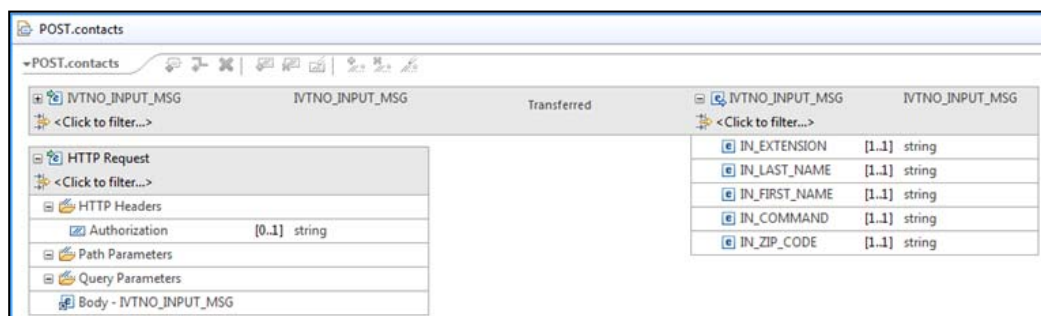 POST.contacts
POST.contacts
IVTNO_INPUT_MSG IVTNO_INPUT_MSG
<Click to filter...>
Transferred
IVTNO_INPUT_MSG IVTNO_INPUT_MSG
<Click to filter...>
IN_EXTENSION [1..1] string
IN_LAST_NAME [1..1] string
IN_FIRST_NAME [1..1] string
IN_COMMAND [1..1] string
IN_ZIP_CODE [1..1] string
HTTP Request
<Click to filter...>
HTTP Headers
Authorization [0..1] string
Path Parameters
Query Parameters
Body - IVTNO_INPUT_MSG